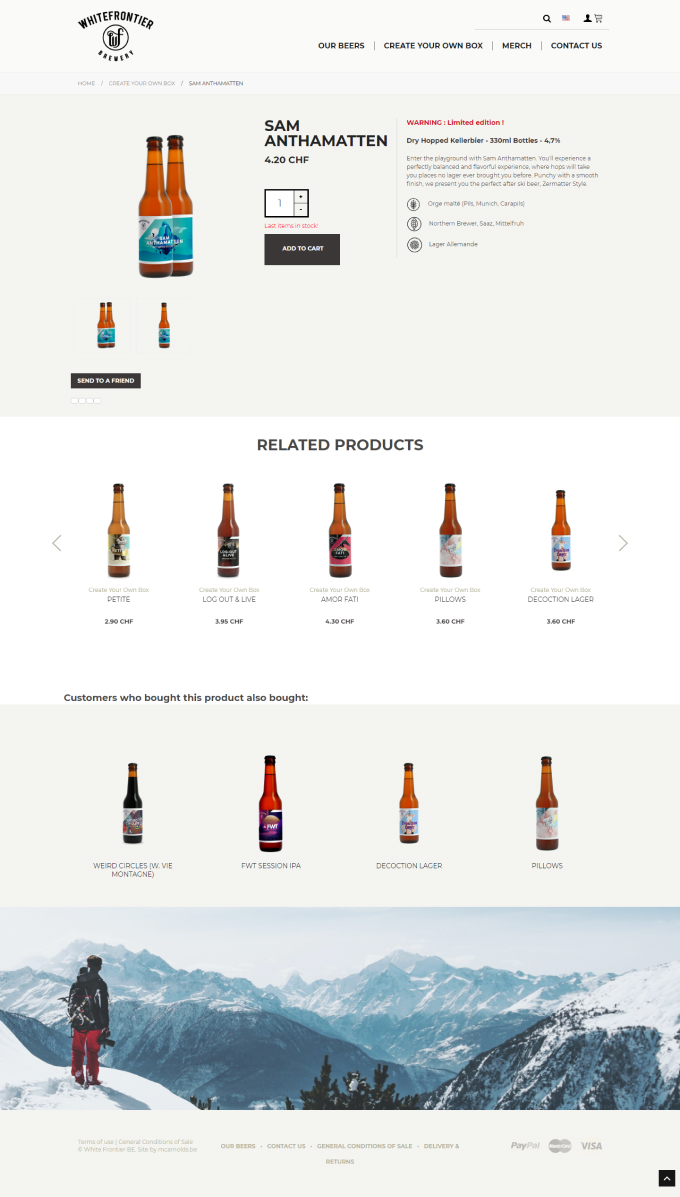 WHITEFRONTIER
BREWERY
OUR BEERS | CREATE YOUR OWN BOX | MERCH | CONTACT US
HOME / CREATE YOUR OWN BOX / SAM ANTHAMATTEN
SAM
ANTHAMATTEN
4.20 CHF
1
+
-
Last items in stock!
ADD TO CART
WARNING : Limited edition !
Dry Hopped Kellerbier - 330ml Bottles - 4,7%
Enter the playground with Sam Anthamatten. You'll experience a
perfectly balanced and flavorful experience, where hops will take
you places no lager ever brought you before. Punchy with a smooth
finish, we present you the perfect after ski beer, Zermatter Style.
Orge malté (Pils, Munich, Carapils)
Northern Brewer, Saaz, Mittelfruh
Lager Allemande
SAM
ANTHAMATTEN
SEND TO A FRIEND
RELATED PRODUCTS
Create Your Own Box
PETITE
2.90 CHF
LOG OUT
& LIVE
Create Your Own Box
LOG OUT & LIVE
3.95 CHF
Create Your Own Box
AMOR FATI
4.30 CHF
Create Your Own Box
PILLOWS
3.60 CHF
Create Your Own Box
DECOCTION LAGER
3.60 CHF
Customers who bought this product also bought:
WEIRD CIRCLES (W. VIE
MONTAGNE)
FWT
FWT SESSION IPA
DECOCTION LAGER
PILLOWS
Terms of use | General Conditions of Sale
© White Frontier BE. Site by mcarnolds.be
OUR BEERS - CONTACT US - GENERAL CONDITIONS OF SALE - DELIVERY &
RETURNS
PayPal MasterCard VISA